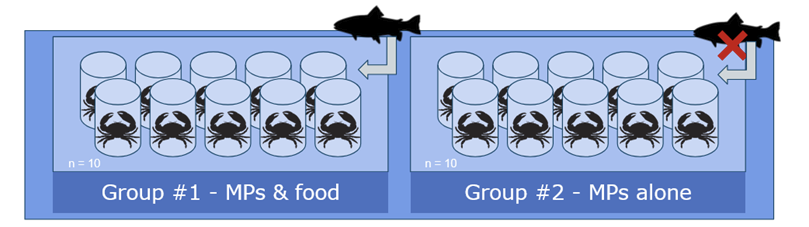 n = 10
Group #1 - MPs & food
n = 10
Group #2 - MPs alone